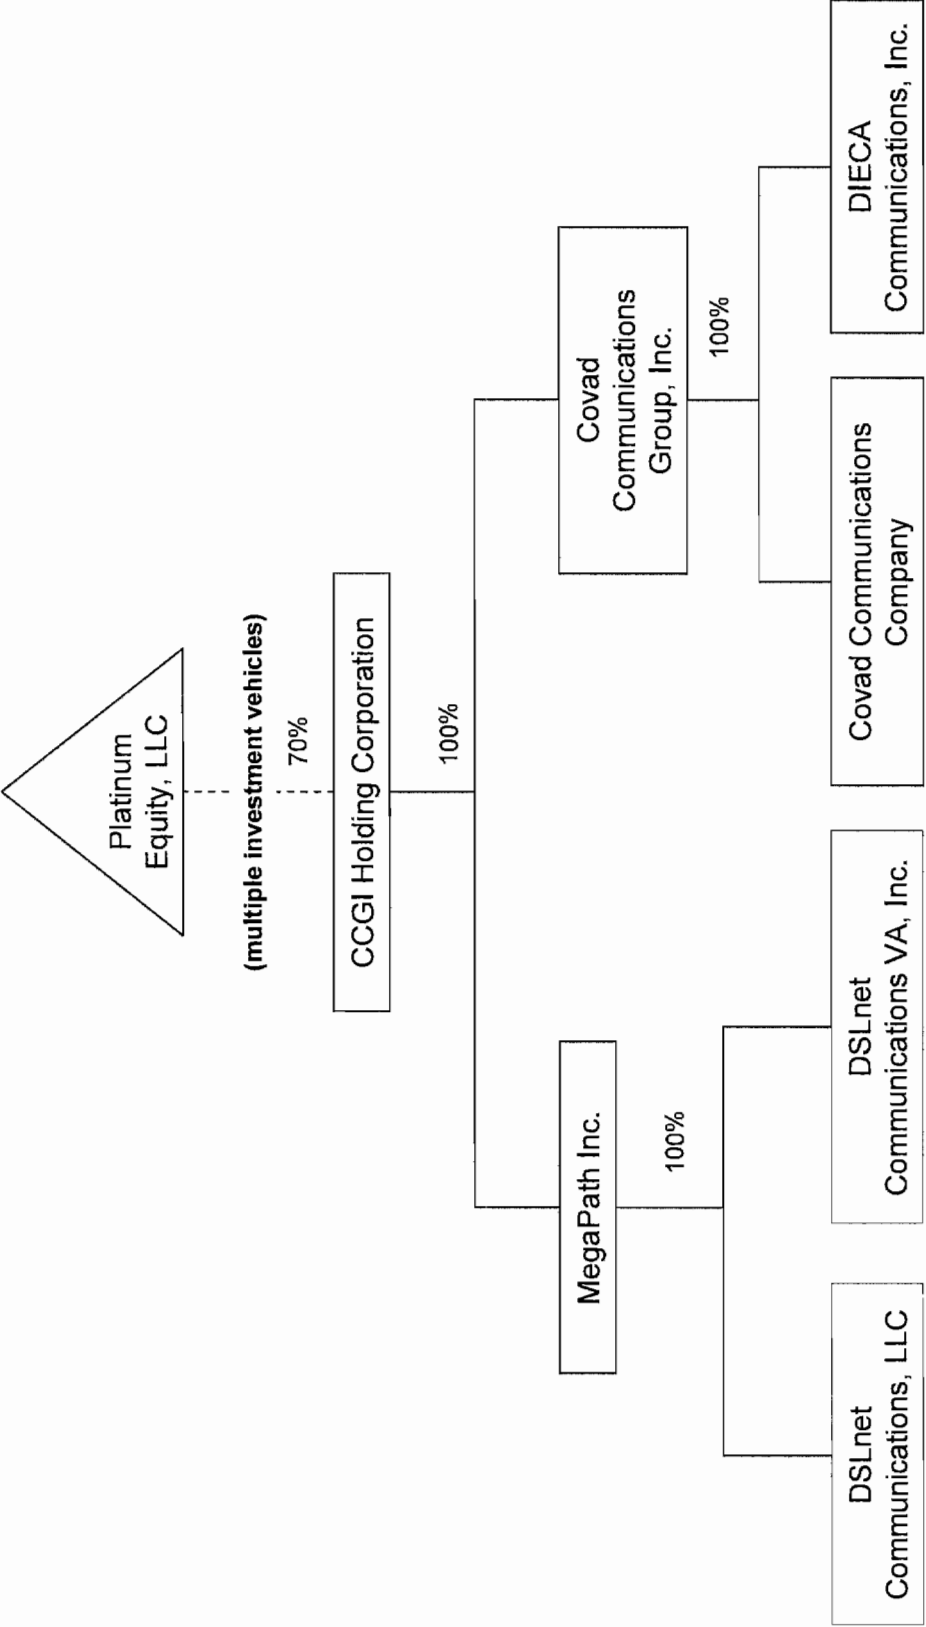 Platinum
Equity, LLC
(multiple investment vehicles)
70%
CCGI Holding Corporation
100%
MegaPath Inc.
100%
Covad
Communications
Group, Inc.
100%
DSLnet
Communications, LLC
DSLnet
Communications VA, Inc.
Covad Communications
Company
DIECA
Communications, Inc.